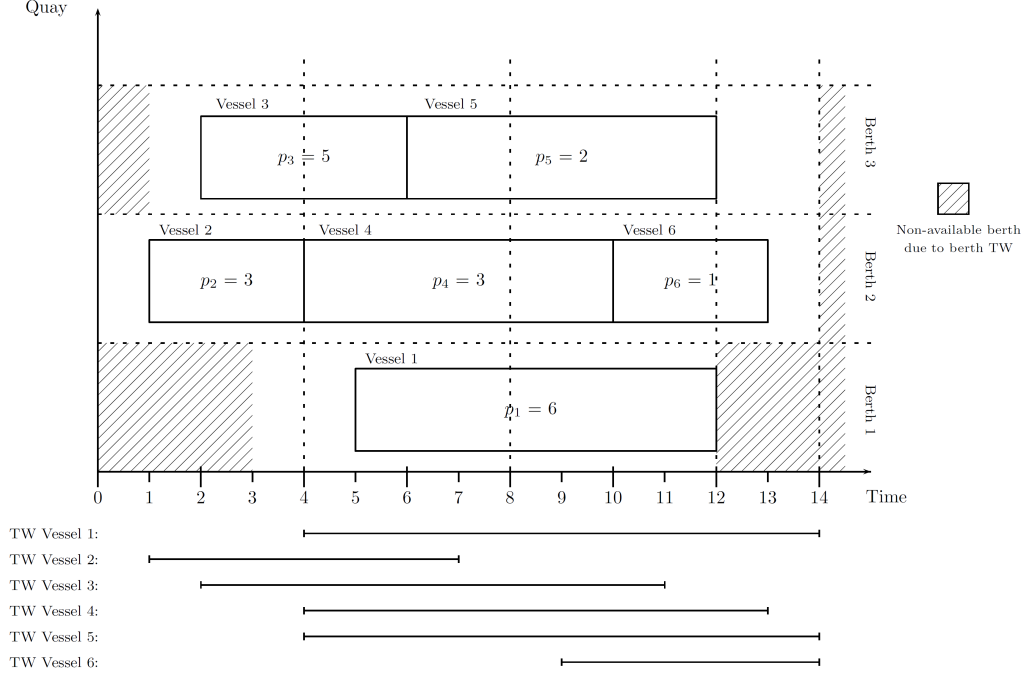 Quay
Vessel 3
Vessel 5
p₃ = 5
p₅ = 2
Berth 3
Vessel 2
Vessel 4
Vessel 6
p₂ = 3
p₄ = 3
p₆ = 1
Berth 2
Vessel 1
p₁ = 6
Berth 1
Non-available berth
due to berth TW
0 1 2 3 4 5 6 7 8 9 10 11 12 13 14 Time
TW Vessel 1:
TW Vessel 2:
TW Vessel 3:
TW Vessel 4:
TW Vessel 5:
TW Vessel 6: